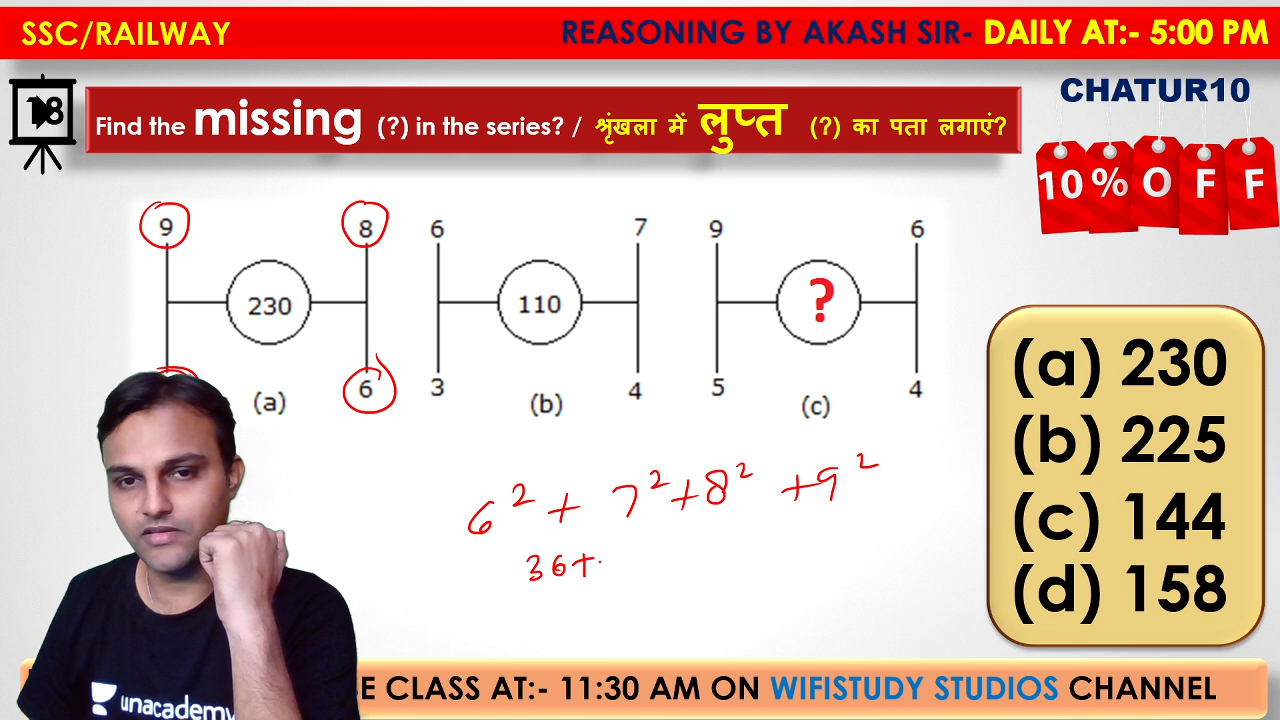 SSC/RAILWAY REASONING BY AKASH SIR- DAILY AT:- 5:00 PM
Find the missing (?) in the series? / श्रृंखला में लुप्त (?) का पता लगाएं?
CHATUR10
10% OFF
9 8 6 7 9 6
230 110 ?
6 3 4 5 4
(a) (b) (c)
(a) 230
(b) 225
(c) 144
(d) 158
6² + 7² + 8² + 9²
36+
unacademy
CLASS AT:- 11:30 AM ON WIFISTUDY STUDIOS CHANNEL